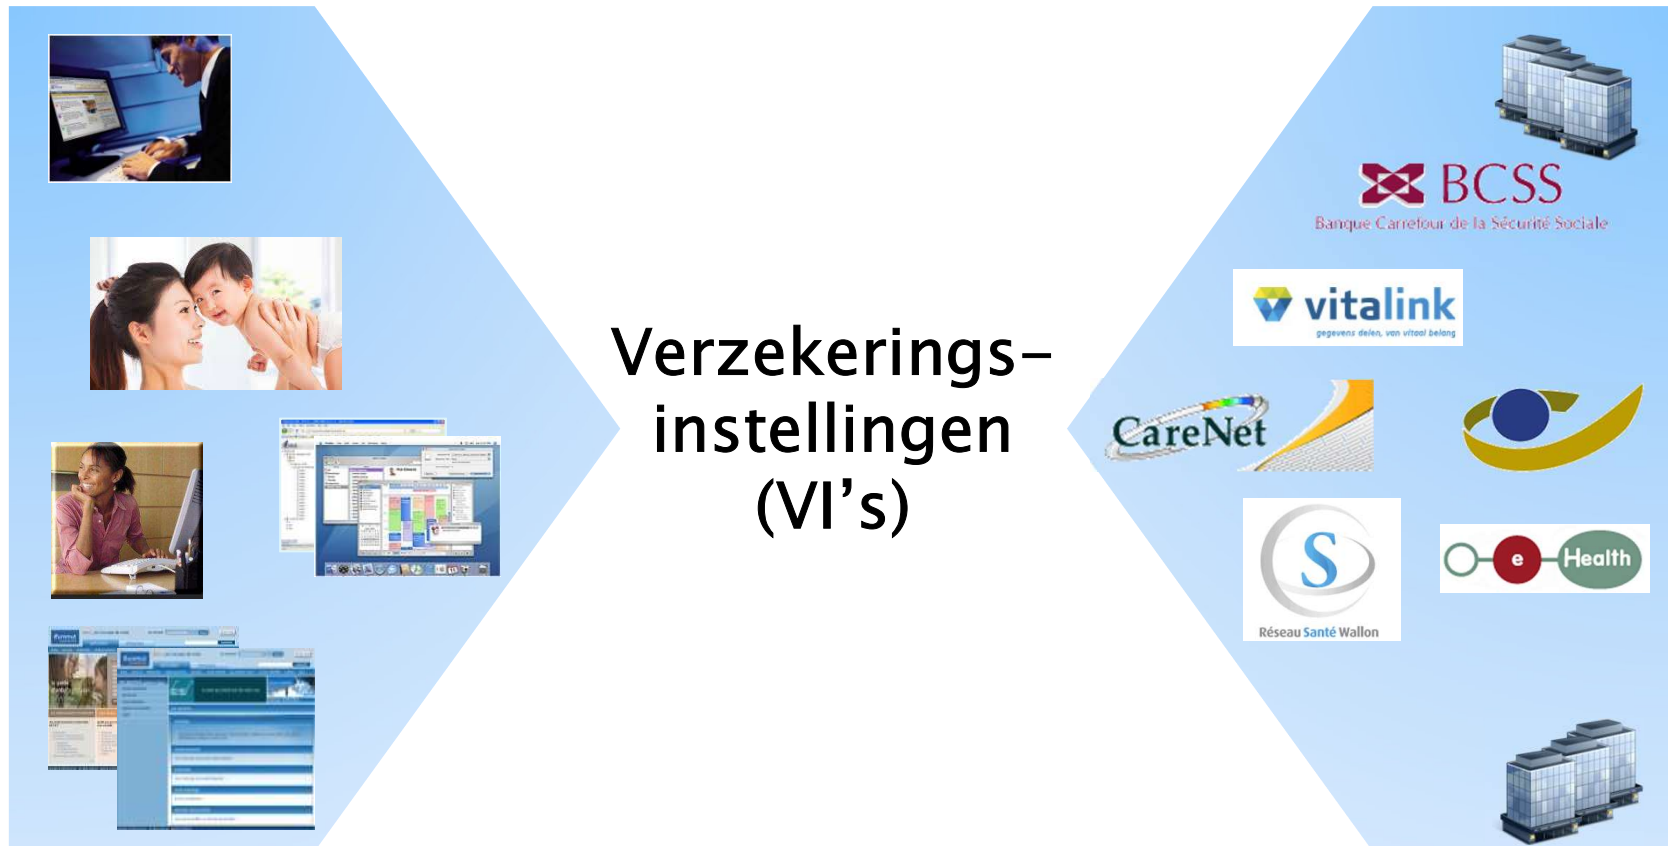 Verzekerings-
instellingen
(VI's)
BCSS
Banque Carrefour de la Sécurité Sociale
vitalink
gegevens delen, van vitaal belang
CareNet
S
Réseau Santé Wallon
e Health